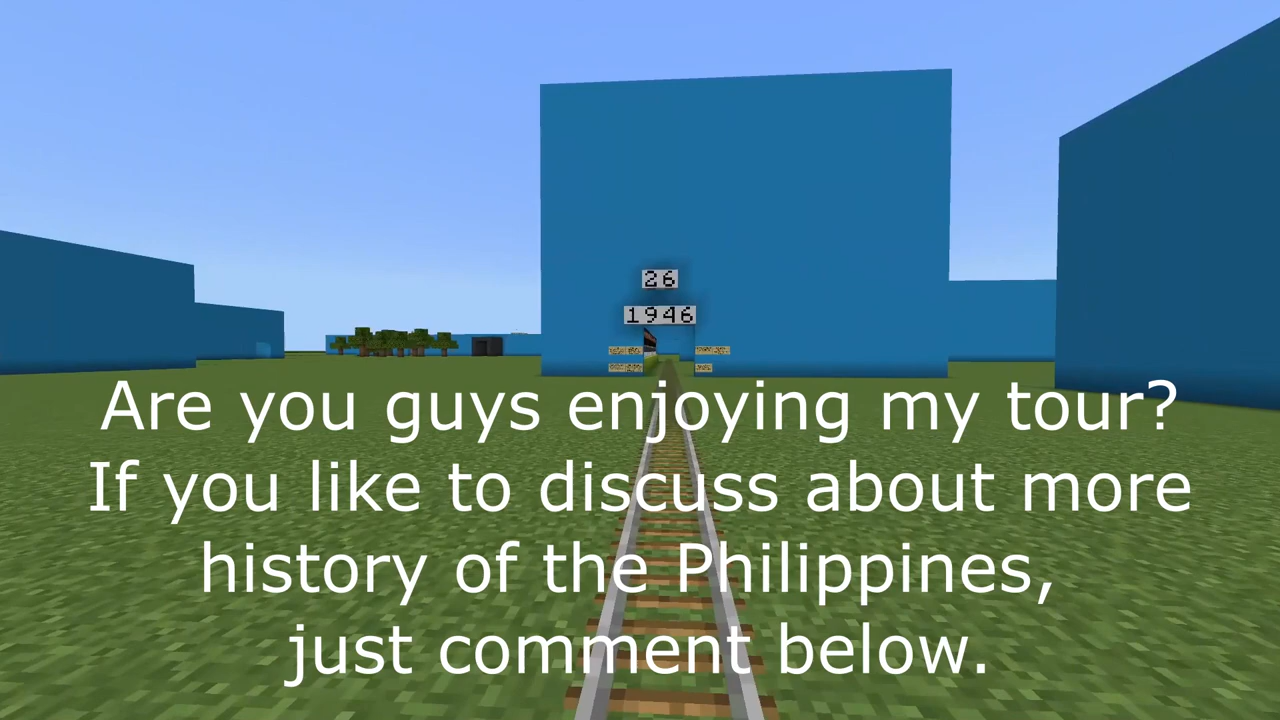 26
1946
Are you guys enjoying my tour?
If you like to discuss about more
history of the Philippines,
just comment below.